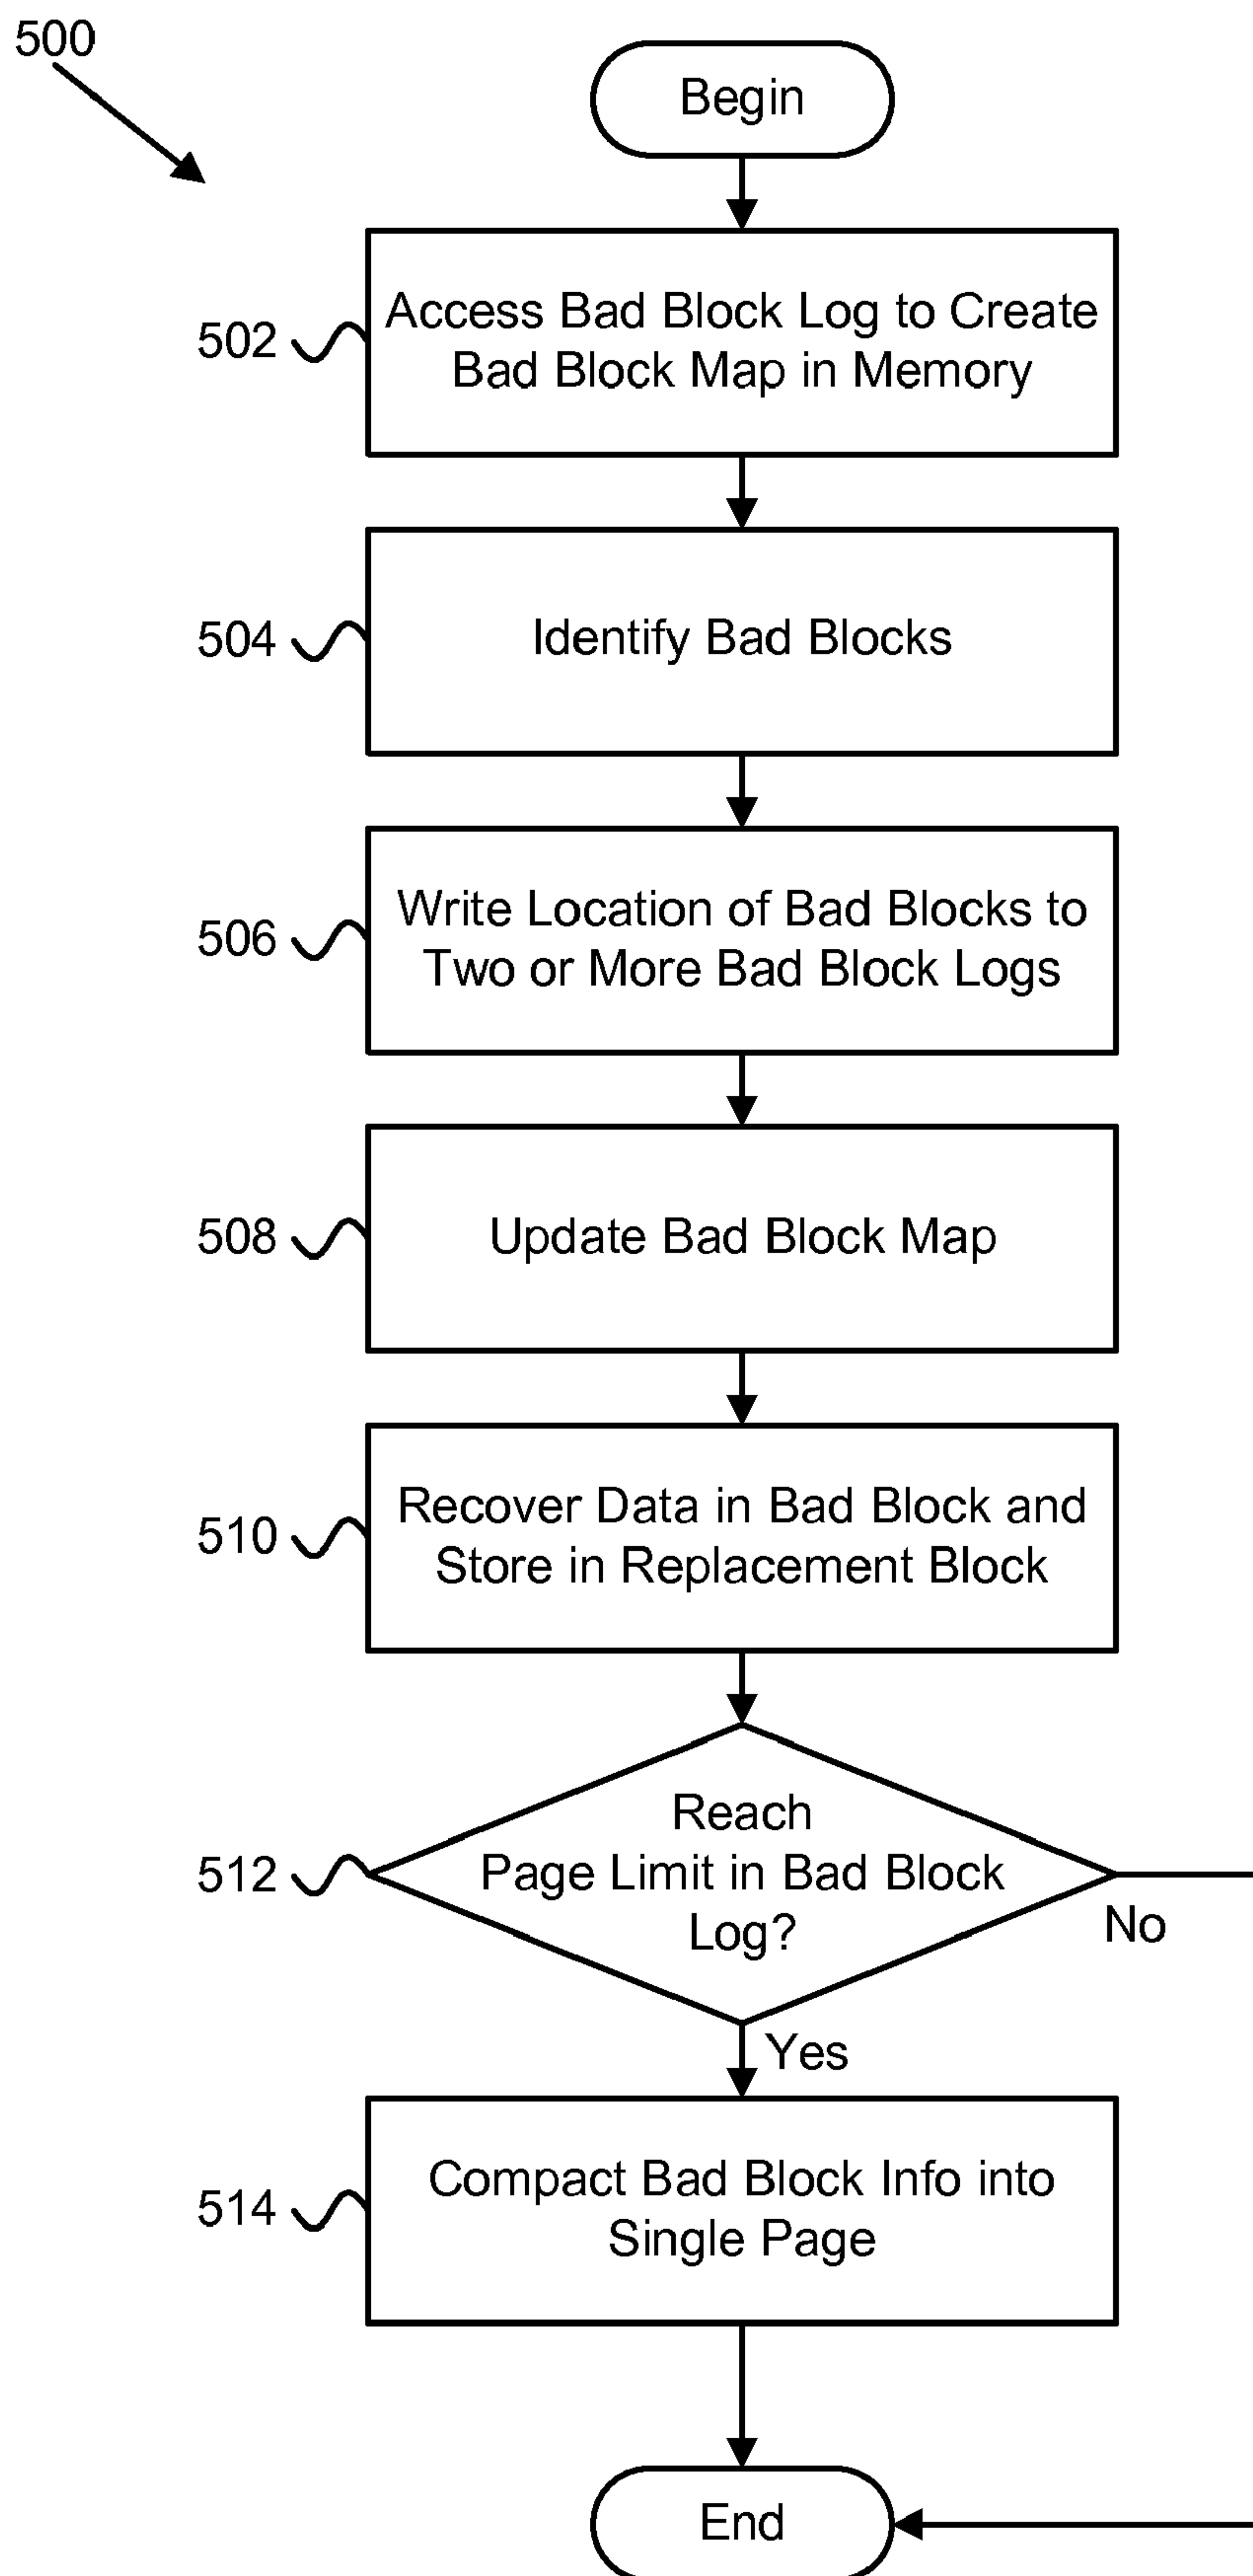 500
Begin
502
Access Bad Block Log to Create
Bad Block Map in Memory
504
Identify Bad Blocks
506
Write Location of Bad Blocks to
Two or More Bad Block Logs
508
Update Bad Block Map
510
Recover Data in Bad Block and
Store in Replacement Block
512
Reach
Page Limit in Bad Block
Log?
No
Yes
514
Compact Bad Block Info into
Single Page
End